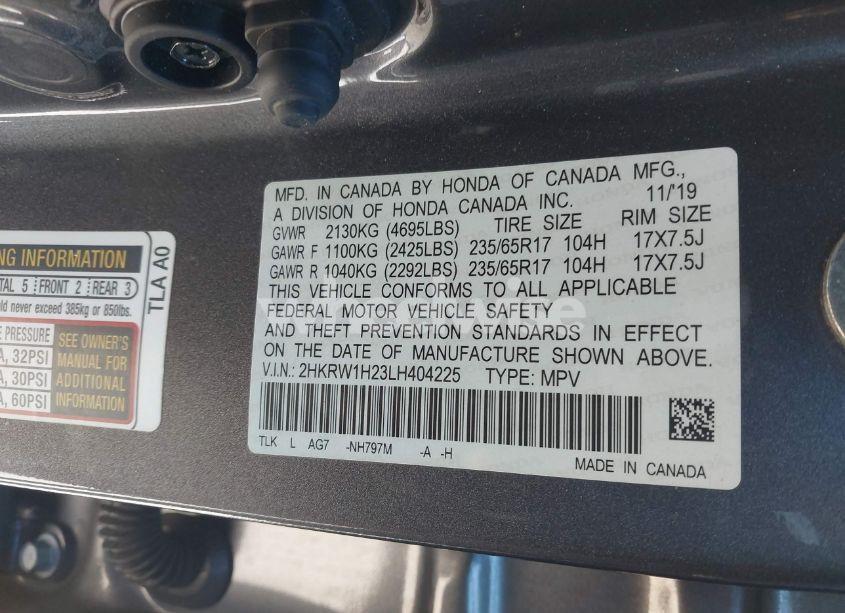 MFD. IN CANADA BY HONDA OF CANADA MFG.,
A DIVISION OF HONDA CANADA INC. 11/'19
GVWR 2130KG (4695LBS) TIRE SIZE RIM SIZE
GAWR F 1100KG (2425LBS) 235/65R17 104H 17X7.5J
GAWR R 1040KG (2292LBS) 235/65R17 104H 17X7.5J
THIS VEHICLE CONFORMS TO ALL APPLICABLE
FEDERAL MOTOR VEHICLE SAFETY
AND THEFT PREVENTION STANDARDS IN EFFECT
ON THE DATE OF MANUFACTURE SHOWN ABOVE.
V.I.N.: 2HKRW1H23LH404225 TYPE: MPV
TLK L AG7 -NH797M -A -H
MADE IN CANADA
NG INFORMATION
TAL 5 FRONT 2 REAR 3
uld never exceed 385kg or 850lbs.
E PRESSURE
A, 32PSI
A, 30PSI
A, 60PSI
SEE OWNER'S
MANUAL FOR
ADDITIONAL
INFORMATION
TLA A0